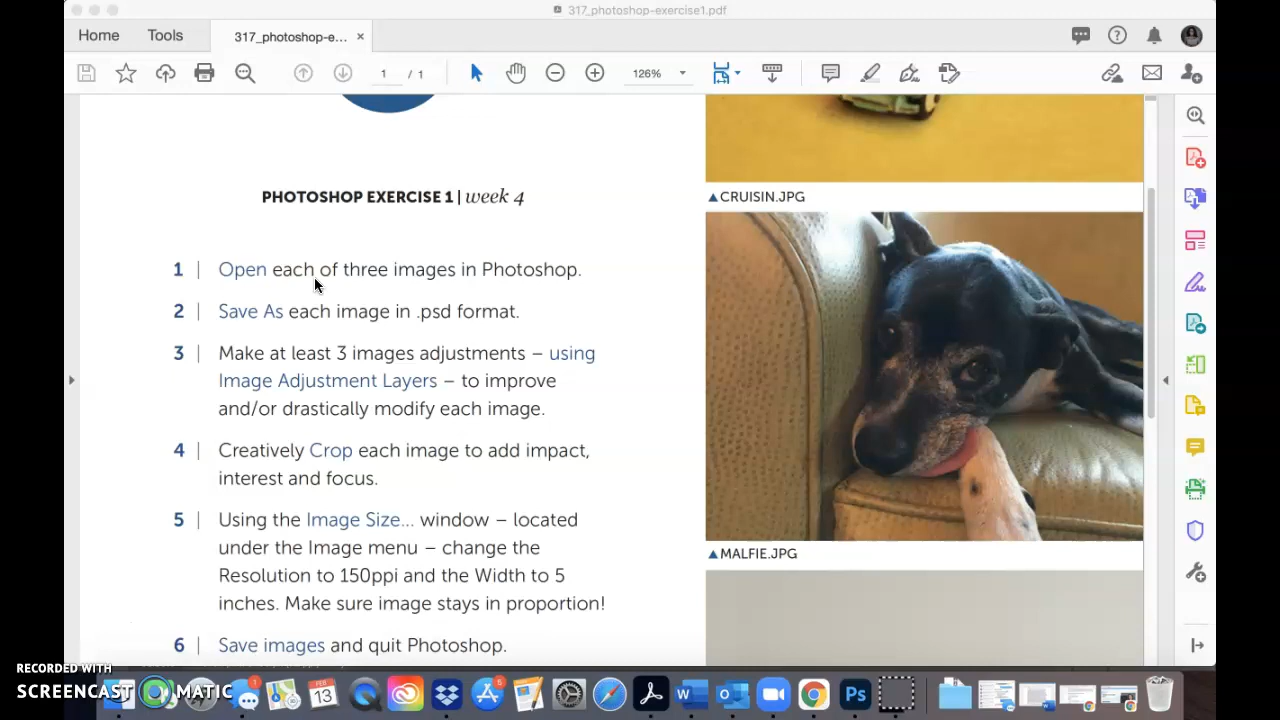 317_photoshop-exercise1.pdf
Home
Tools
317_photoshop-e...
1 / 1
126%
PHOTOSHOP EXERCISE 1 | week 4
1 | Open each of three images in Photoshop.
2 | Save As each image in .psd format.
3 | Make at least 3 images adjustments – using
Image Adjustment Layers – to improve
and/or drastically modify each image.
4 | Creatively Crop each image to add impact,
interest and focus.
5 | Using the Image Size... window – located
under the Image menu – change the
Resolution to 150ppi and the Width to 5
inches. Make sure image stays in proportion!
6 | Save images and quit Photoshop.
▲CRUISIN.JPG
▲MALFIE.JPG
RECORDED WITH
SCREENCAST MATIC
1
FEB
13
5
W
Ps